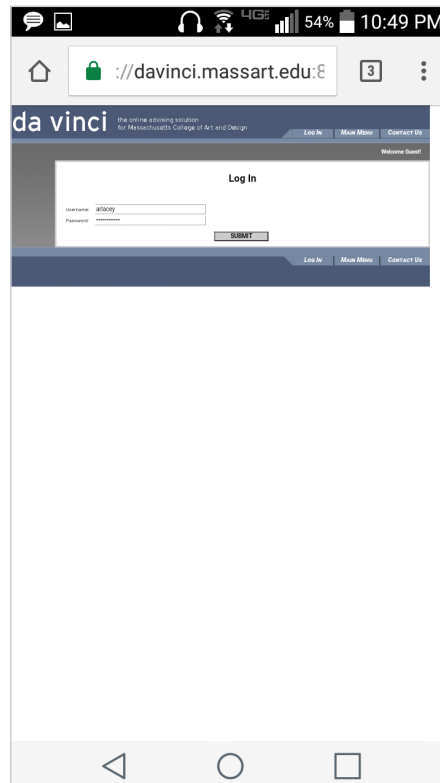 4G
54%
10:49 PM
://davinci.massart.edu:8
3
da vinci
the online advising solution
for Massachusetts College of Art and Design
LOG IN
MAIN MENU
CONTACT US
Welcome Guest!
Log In
Username:
arlacey
Password:
SUBMIT
LOG IN
MAIN MENU
CONTACT US